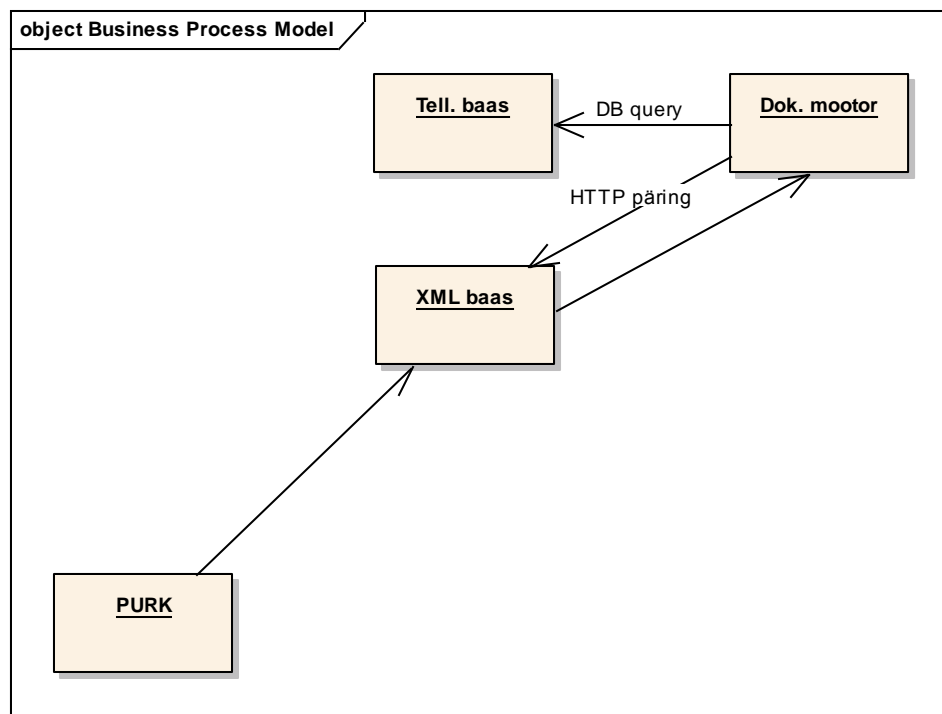 object Business Process Model
Tell. baas
DB query
Dok. mootor
HTTP päring
XML baas
PURK